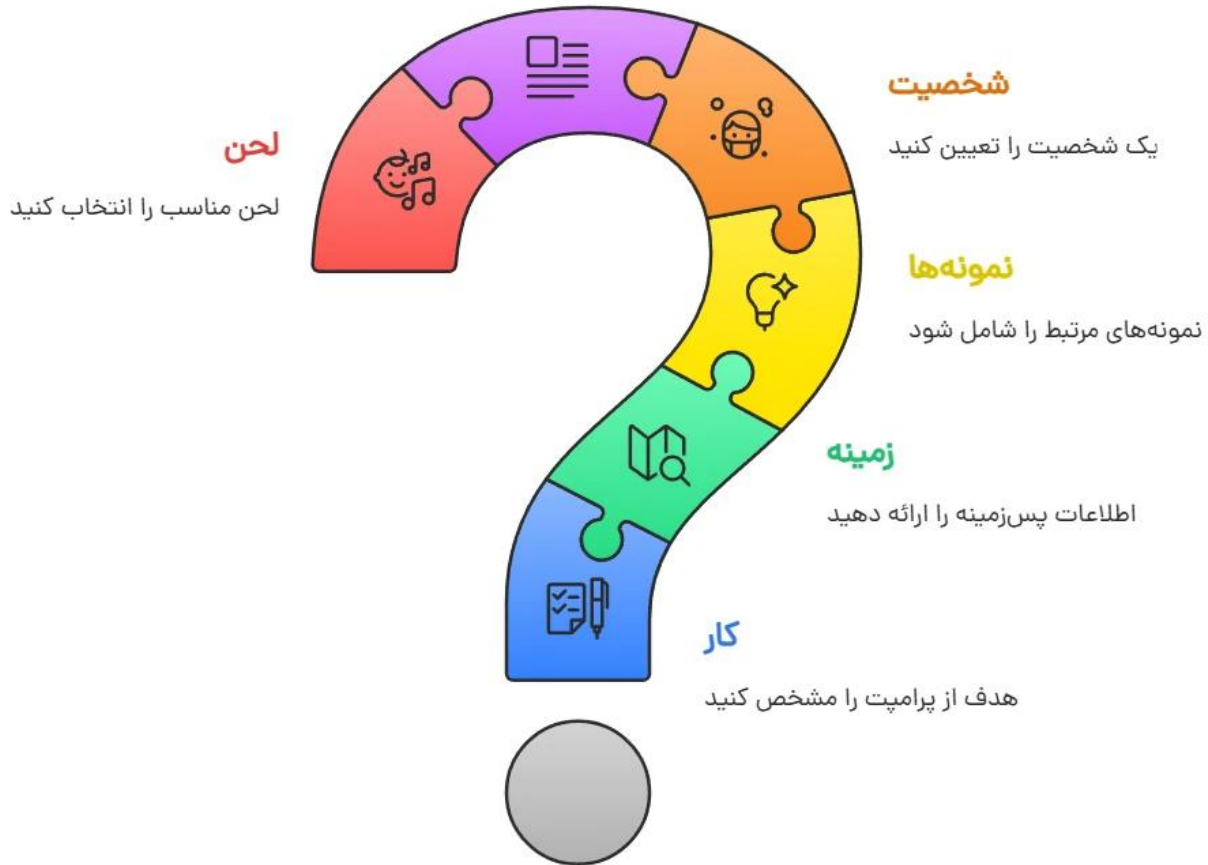 شخصیت
یک شخصیت را تعیین کنید
لحن
لحن مناسب را انتخاب کنید
نمونه‌ها
نمونه‌های مرتبط را شامل شود
زمینه
اطلاعات پس‌زمینه را ارائه دهید
کار
هدف از پرامپت را مشخص کنید